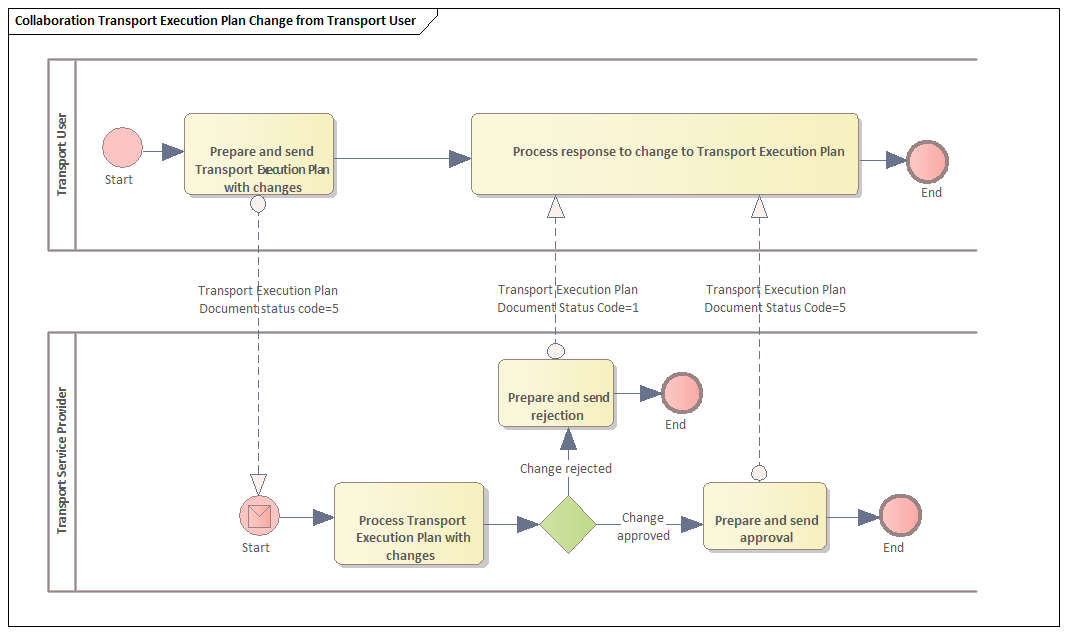 Collaboration Transport Execution Plan Change from Transport User
Transport User
Start
Prepare and send
Transport Execution Plan
with changes
Process response to change to Transport Execution Plan
End
Transport Execution Plan
Document status code=5
Transport Execution Plan
Document Status Code=1
Transport Execution Plan
Document Status Code=5
Transport Service Provider
Prepare and send
rejection
End
Change rejected
Start
Process Transport
Execution Plan with
changes
Change
approved
Prepare and send
approval
End